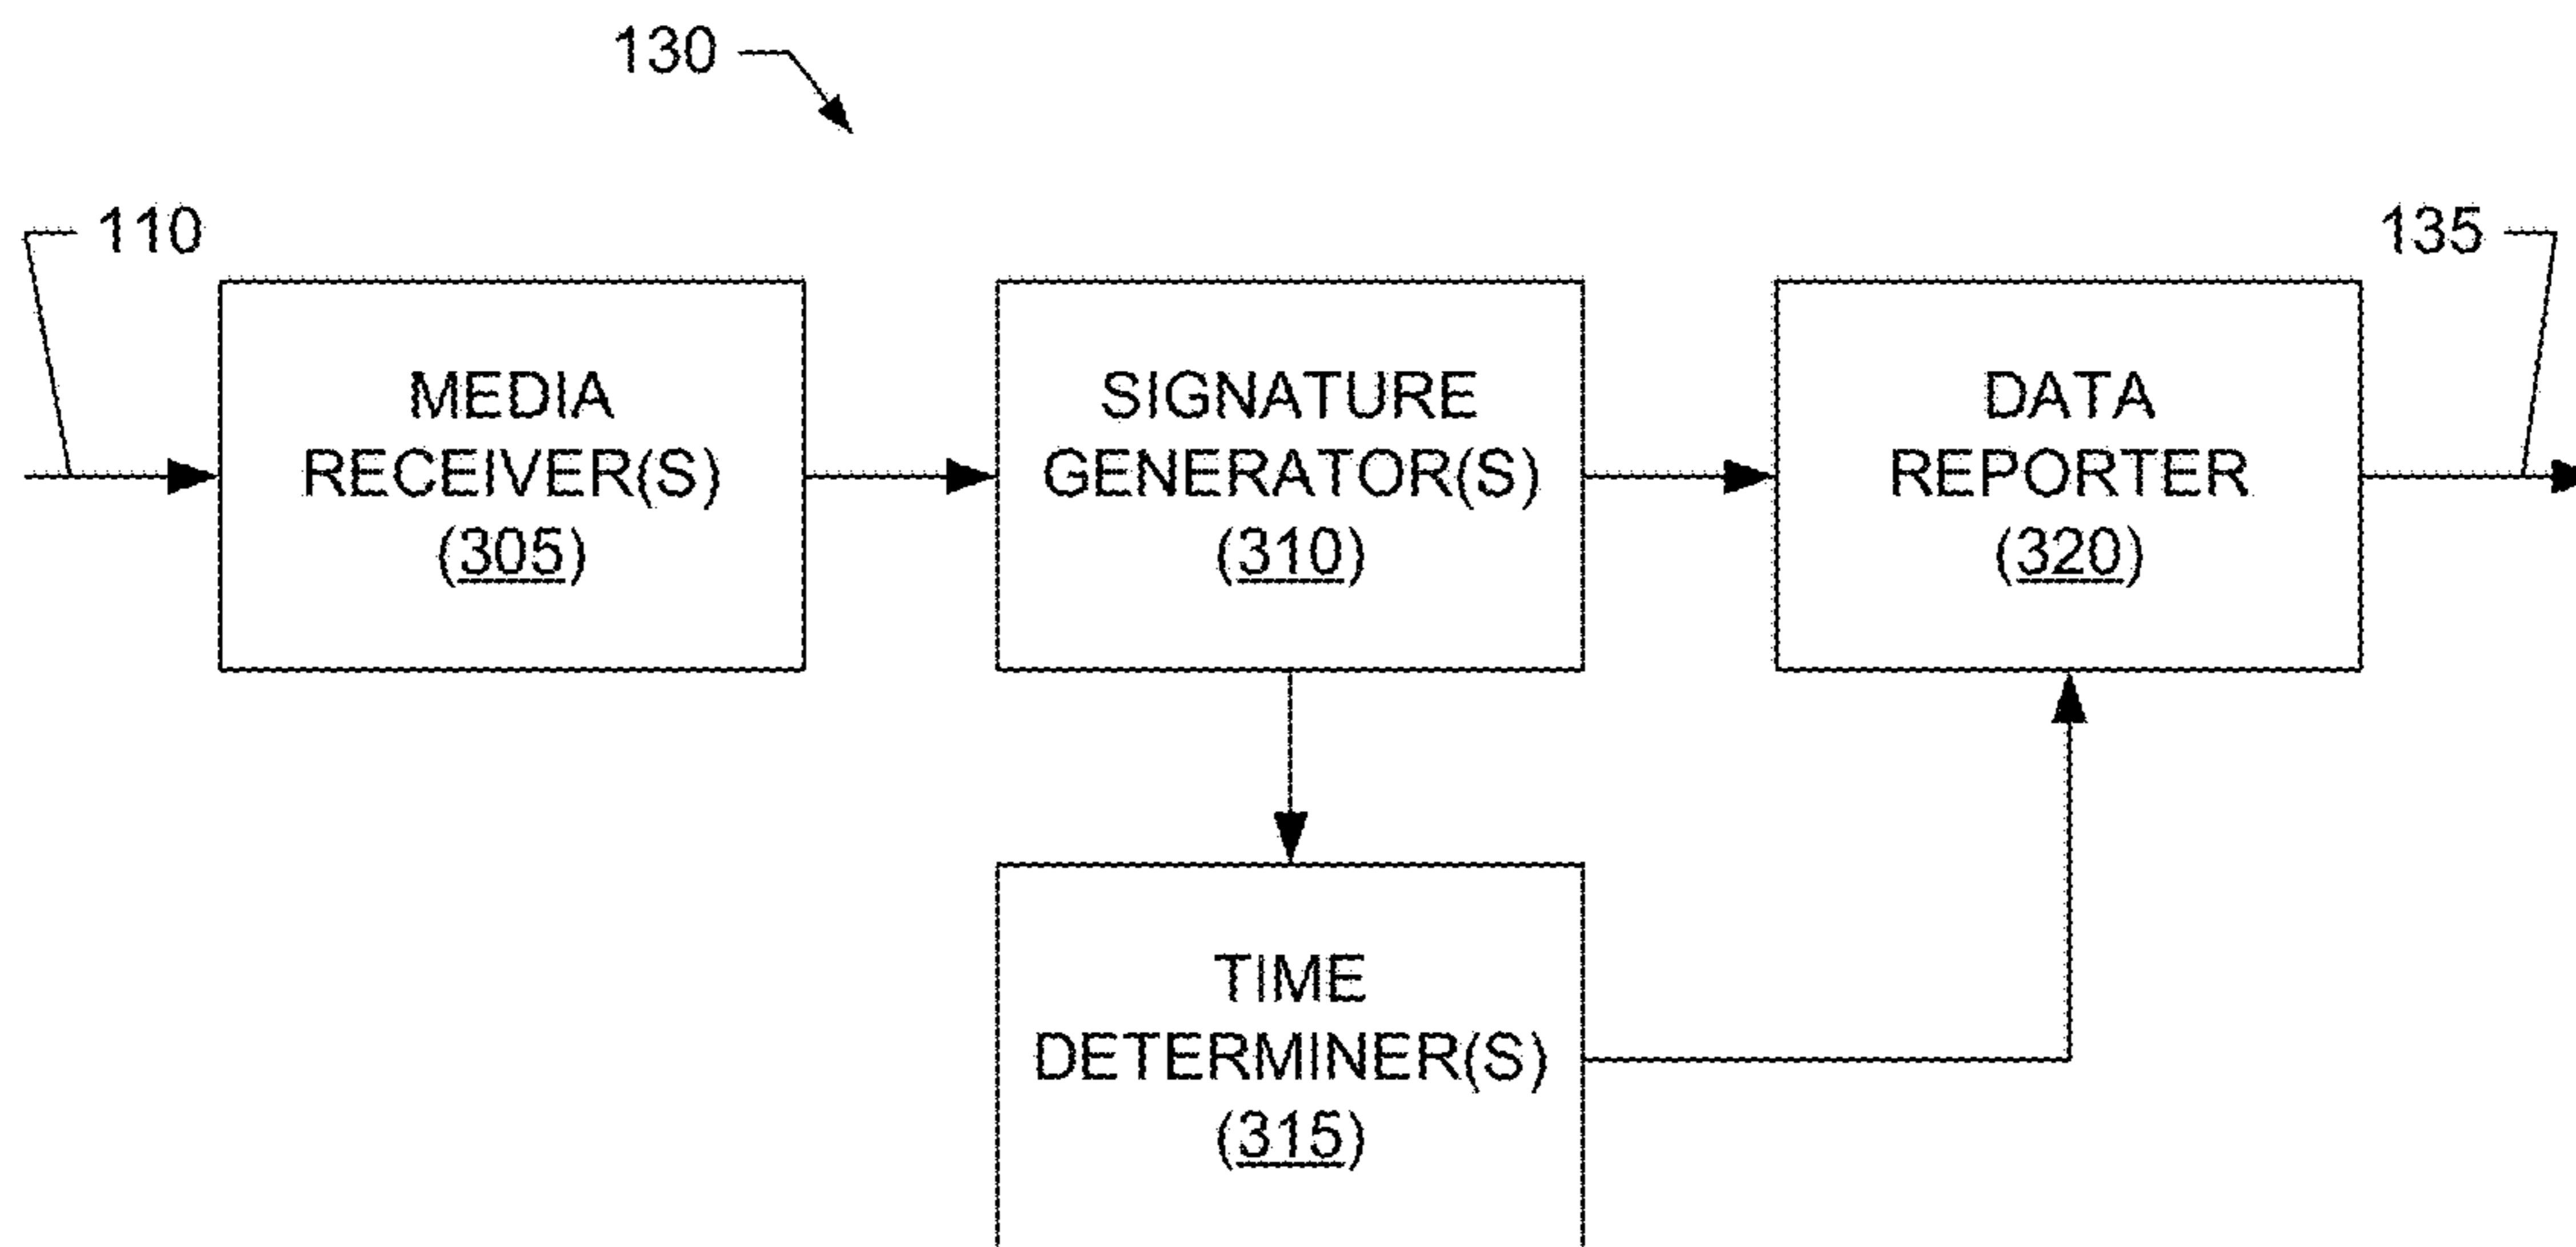 130
110
135
MEDIA
RECEIVER(S)
(305)
SIGNATURE
GENERATOR(S)
(310)
DATA
REPORTER
(320)
TIME
DETERMINER(S)
(315)